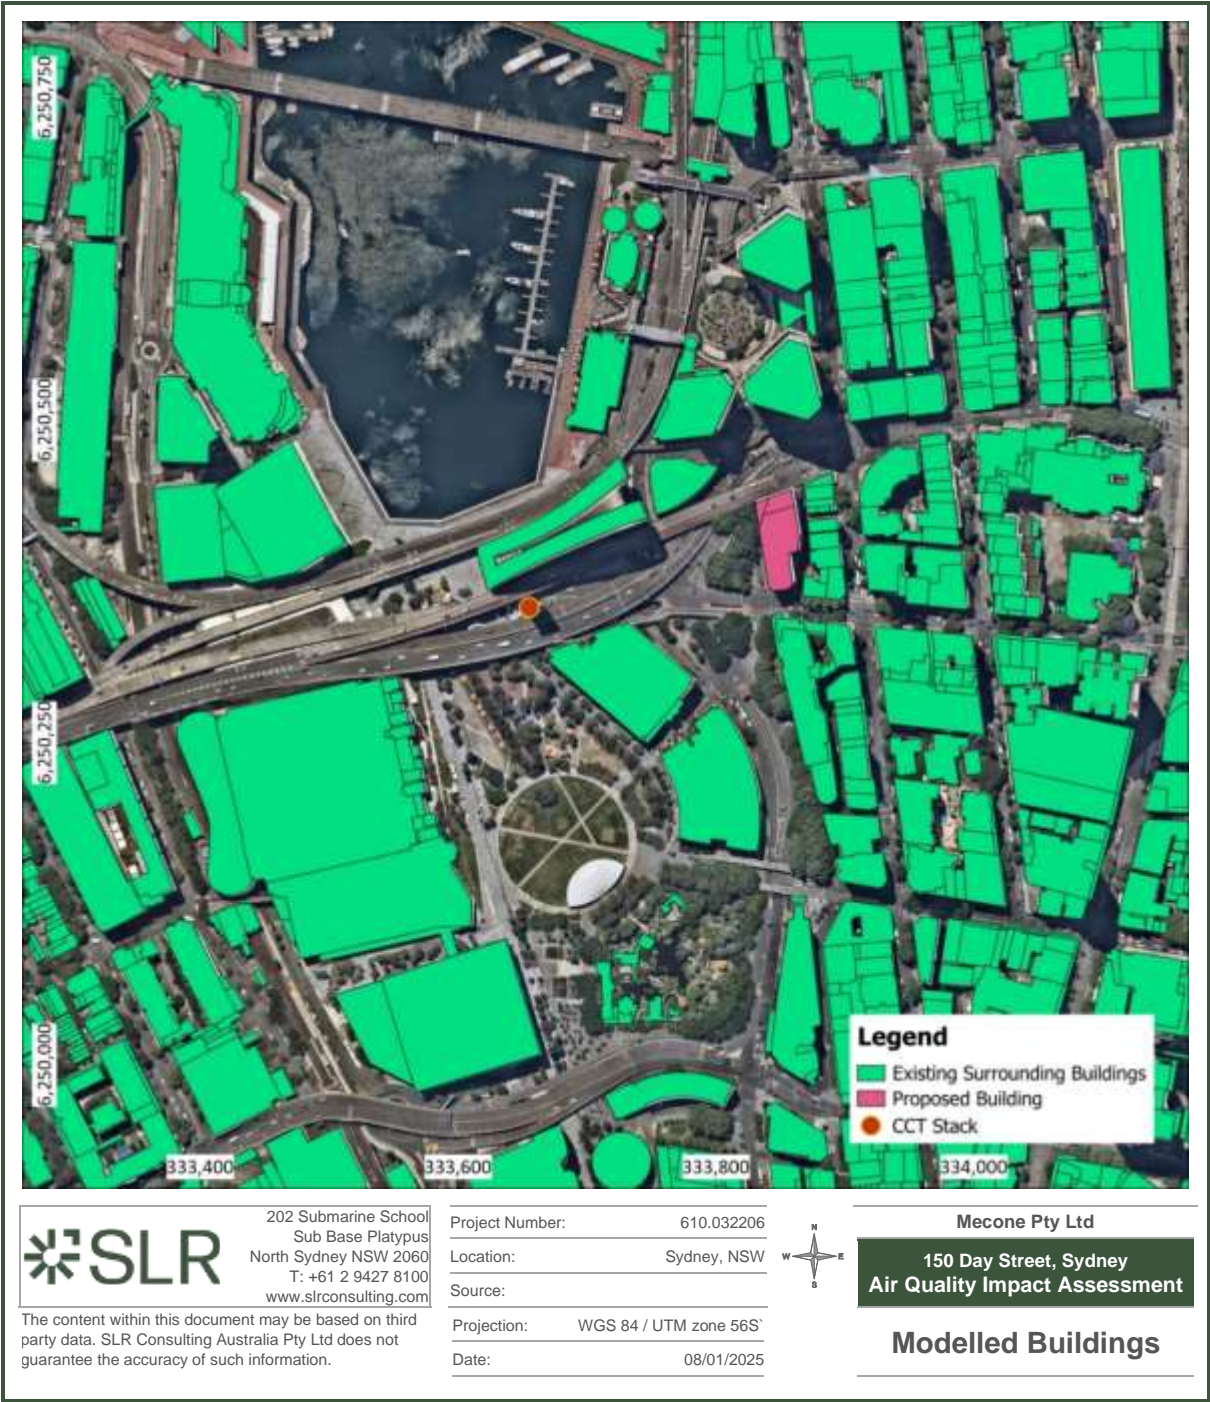 6,250,750
6,250,500
6,250,250
6,250,000
333,400
333,600
333,800
334,000
Legend
Existing Surrounding Buildings
Proposed Building
CCT Stack
SLR
202 Submarine School
Sub Base Platypus
North Sydney NSW 2060
T: +61 2 9427 8100
www.slrconsulting.com
The content within this document may be based on third
party data. SLR Consulting Australia Pty Ltd does not
guarantee the accuracy of such information.
Project Number: 610.032206
Location: Sydney, NSW
Source:
Projection: WGS 84 / UTM zone 56S`
Date: 08/01/2025
N
W E
S
Mecone Pty Ltd
150 Day Street, Sydney
Air Quality Impact Assessment
Modelled Buildings